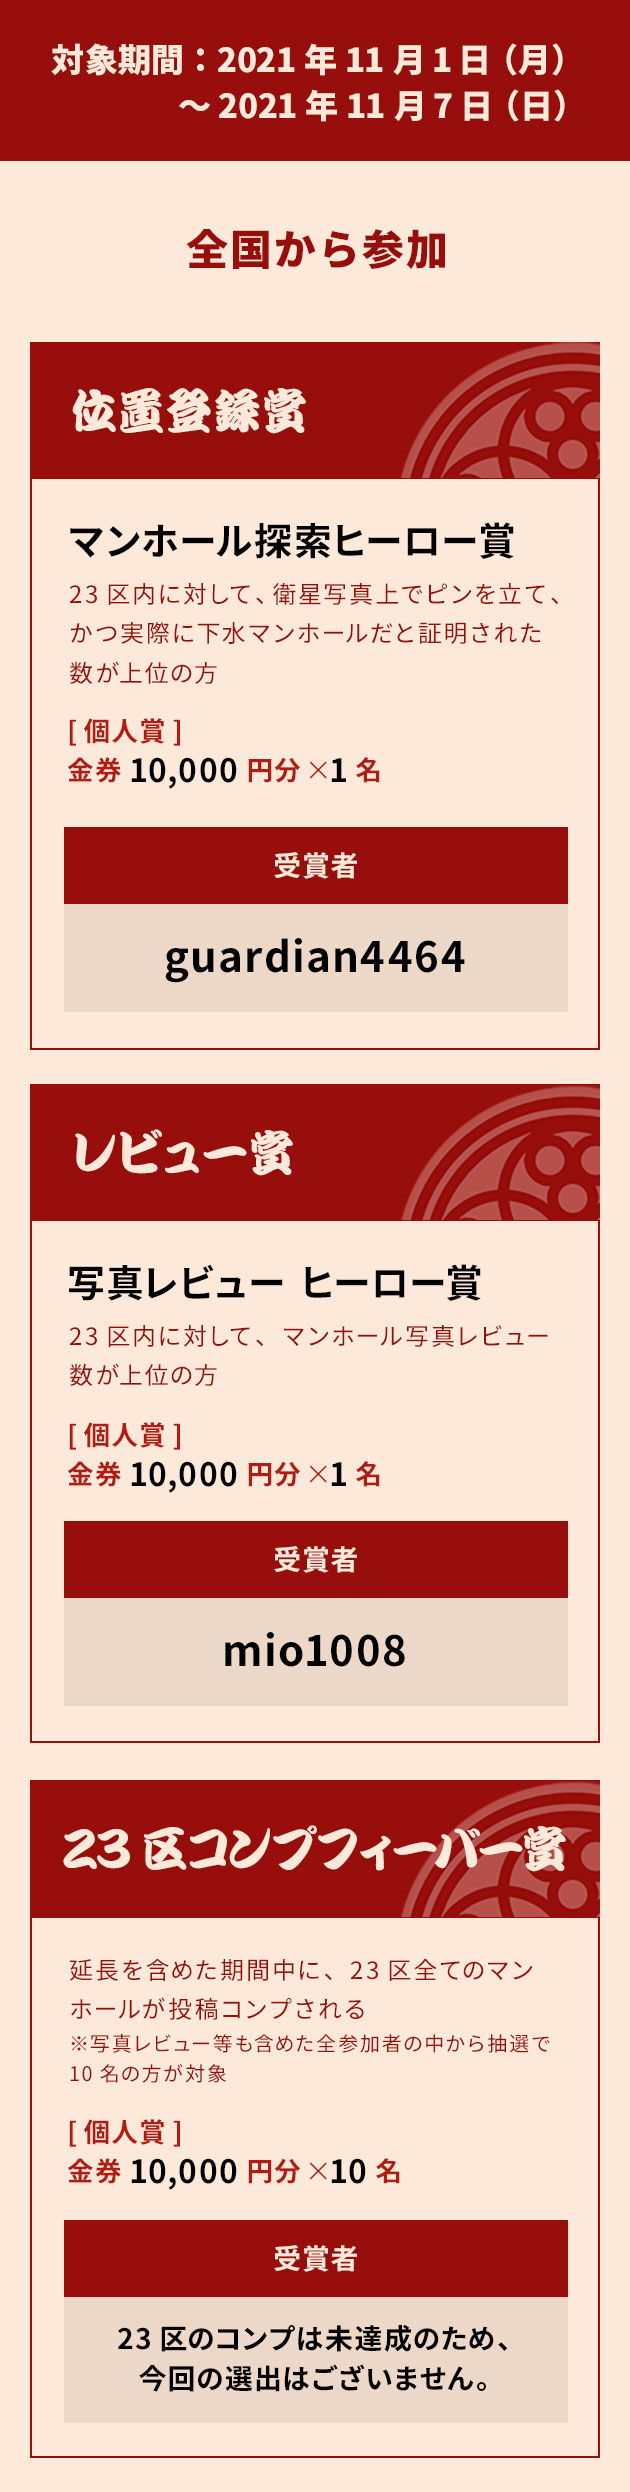 対象期間：2021 年 11 月 1 日（月）
～ 2021 年 11 月 7 日（日）
全国から参加
位置登録賞
マンホール探索ヒーロー賞
23 区内に対して、衛星写真上でピンを立て、
かつ実際に下水マンホールだと証明された
数が上位の方
[ 個人賞 ]
金券 10,000 円分 ×1 名
受賞者
guardian4464
レビュー賞
写真レビュー ヒーロー賞
23 区内に対して、マンホール写真レビュー
数が上位の方
[ 個人賞 ]
金券 10,000 円分 ×1 名
受賞者
mio1008
23 区コンプフィーバー賞
延長を含めた期間中に、23 区全てのマン
ホールが投稿コンプされる
※写真レビュー等も含めた全参加者の中から抽選で
10 名の方が対象
[ 個人賞 ]
金券 10,000 円分 ×10 名
受賞者
23 区のコンプは未達成のため、
今回の選出はございません。